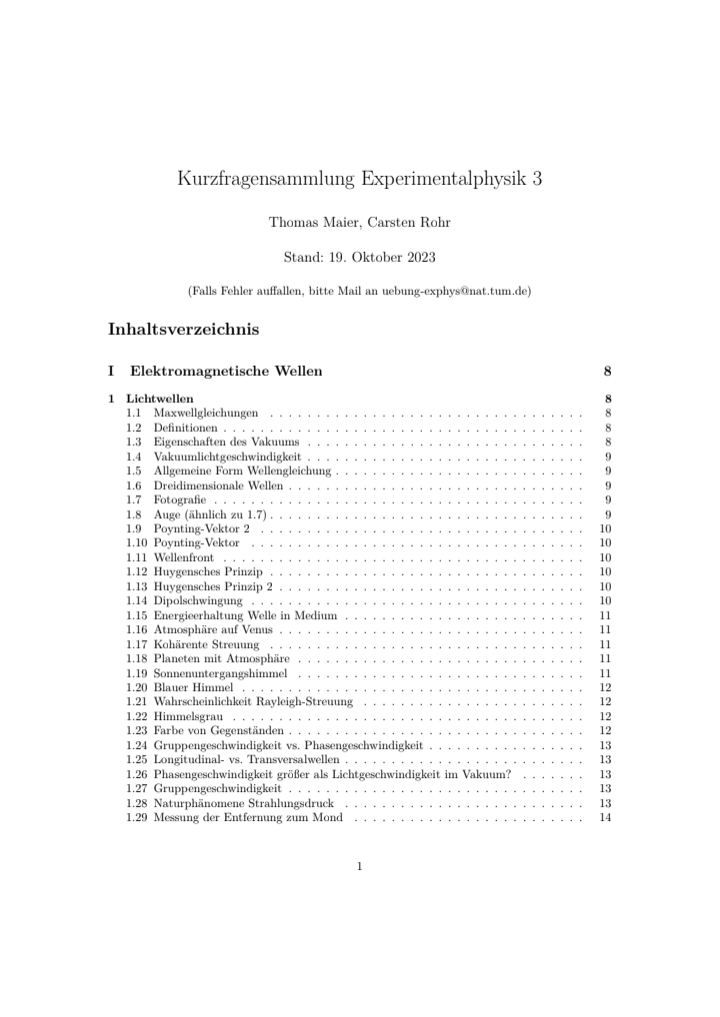 Kurzfragensammlung Experimentalphysik 3
Thomas Maier, Carsten Rohr
Stand: 19. Oktober 2023
(Falls Fehler auffallen, bitte Mail an uebung-exphys@nat.tum.de)
Inhaltsverzeichnis
I Elektromagnetische Wellen 8
1 Lichtwellen 8
1.1 Maxwellgleichungen . . . . . . . . . . . . . . . . . . . . . . . . . . . . . . . . . . 8
1.2 Definitionen . . . . . . . . . . . . . . . . . . . . . . . . . . . . . . . . . . . . . . . 8
1.3 Eigenschaften des Vakuums . . . . . . . . . . . . . . . . . . . . . . . . . . . . . . 8
1.4 Vakuumlichtgeschwindigkeit . . . . . . . . . . . . . . . . . . . . . . . . . . . . . . 9
1.5 Allgemeine Form Wellengleichung . . . . . . . . . . . . . . . . . . . . . . . . . . . 9
1.6 Dreidimensionale Wellen . . . . . . . . . . . . . . . . . . . . . . . . . . . . . . . . 9
1.7 Fotografie . . . . . . . . . . . . . . . . . . . . . . . . . . . . . . . . . . . . . . . . 9
1.8 Auge (ähnlich zu 1.7) . . . . . . . . . . . . . . . . . . . . . . . . . . . . . . . . . . 9
1.9 Poynting-Vektor 2 . . . . . . . . . . . . . . . . . . . . . . . . . . . . . . . . . . . 10
1.10 Poynting-Vektor . . . . . . . . . . . . . . . . . . . . . . . . . . . . . . . . . . . . 10
1.11 Wellenfront . . . . . . . . . . . . . . . . . . . . . . . . . . . . . . . . . . . . . . . 10
1.12 Huygensches Prinzip . . . . . . . . . . . . . . . . . . . . . . . . . . . . . . . . . . 10
1.13 Huygensches Prinzip 2 . . . . . . . . . . . . . . . . . . . . . . . . . . . . . . . . . 10
1.14 Dipolschwingung . . . . . . . . . . . . . . . . . . . . . . . . . . . . . . . . . . . . 10
1.15 Energieerhaltung Welle in Medium . . . . . . . . . . . . . . . . . . . . . . . . . . 11
1.16 Atmosphäre auf Venus . . . . . . . . . . . . . . . . . . . . . . . . . . . . . . . . . 11
1.17 Kohärente Streuung . . . . . . . . . . . . . . . . . . . . . . . . . . . . . . . . . . 11
1.18 Planeten mit Atmosphäre . . . . . . . . . . . . . . . . . . . . . . . . . . . . . . . 11
1.19 Sonnenuntergangshimmel . . . . . . . . . . . . . . . . . . . . . . . . . . . . . . . 11
1.20 Blauer Himmel . . . . . . . . . . . . . . . . . . . . . . . . . . . . . . . . . . . . . 12
1.21 Wahrscheinlichkeit Rayleigh-Streuung . . . . . . . . . . . . . . . . . . . . . . . . 12
1.22 Himmelsgrau . . . . . . . . . . . . . . . . . . . . . . . . . . . . . . . . . . . . . . 12
1.23 Farbe von Gegenständen . . . . . . . . . . . . . . . . . . . . . . . . . . . . . . . . 12
1.24 Gruppengeschwindigkeit vs. Phasengeschwindigkeit . . . . . . . . . . . . . . . . . 13
1.25 Longitudinal- vs. Transversalwellen . . . . . . . . . . . . . . . . . . . . . . . . . . 13
1.26 Phasengeschwindigkeit größer als Lichtgeschwindigkeit im Vakuum? . . . . . . . 13
1.27 Gruppengeschwindigkeit . . . . . . . . . . . . . . . . . . . . . . . . . . . . . . . . 13
1.28 Naturphänomene Strahlungsdruck . . . . . . . . . . . . . . . . . . . . . . . . . . 13
1.29 Messung der Entfernung zum Mond . . . . . . . . . . . . . . . . . . . . . . . . . 14
1